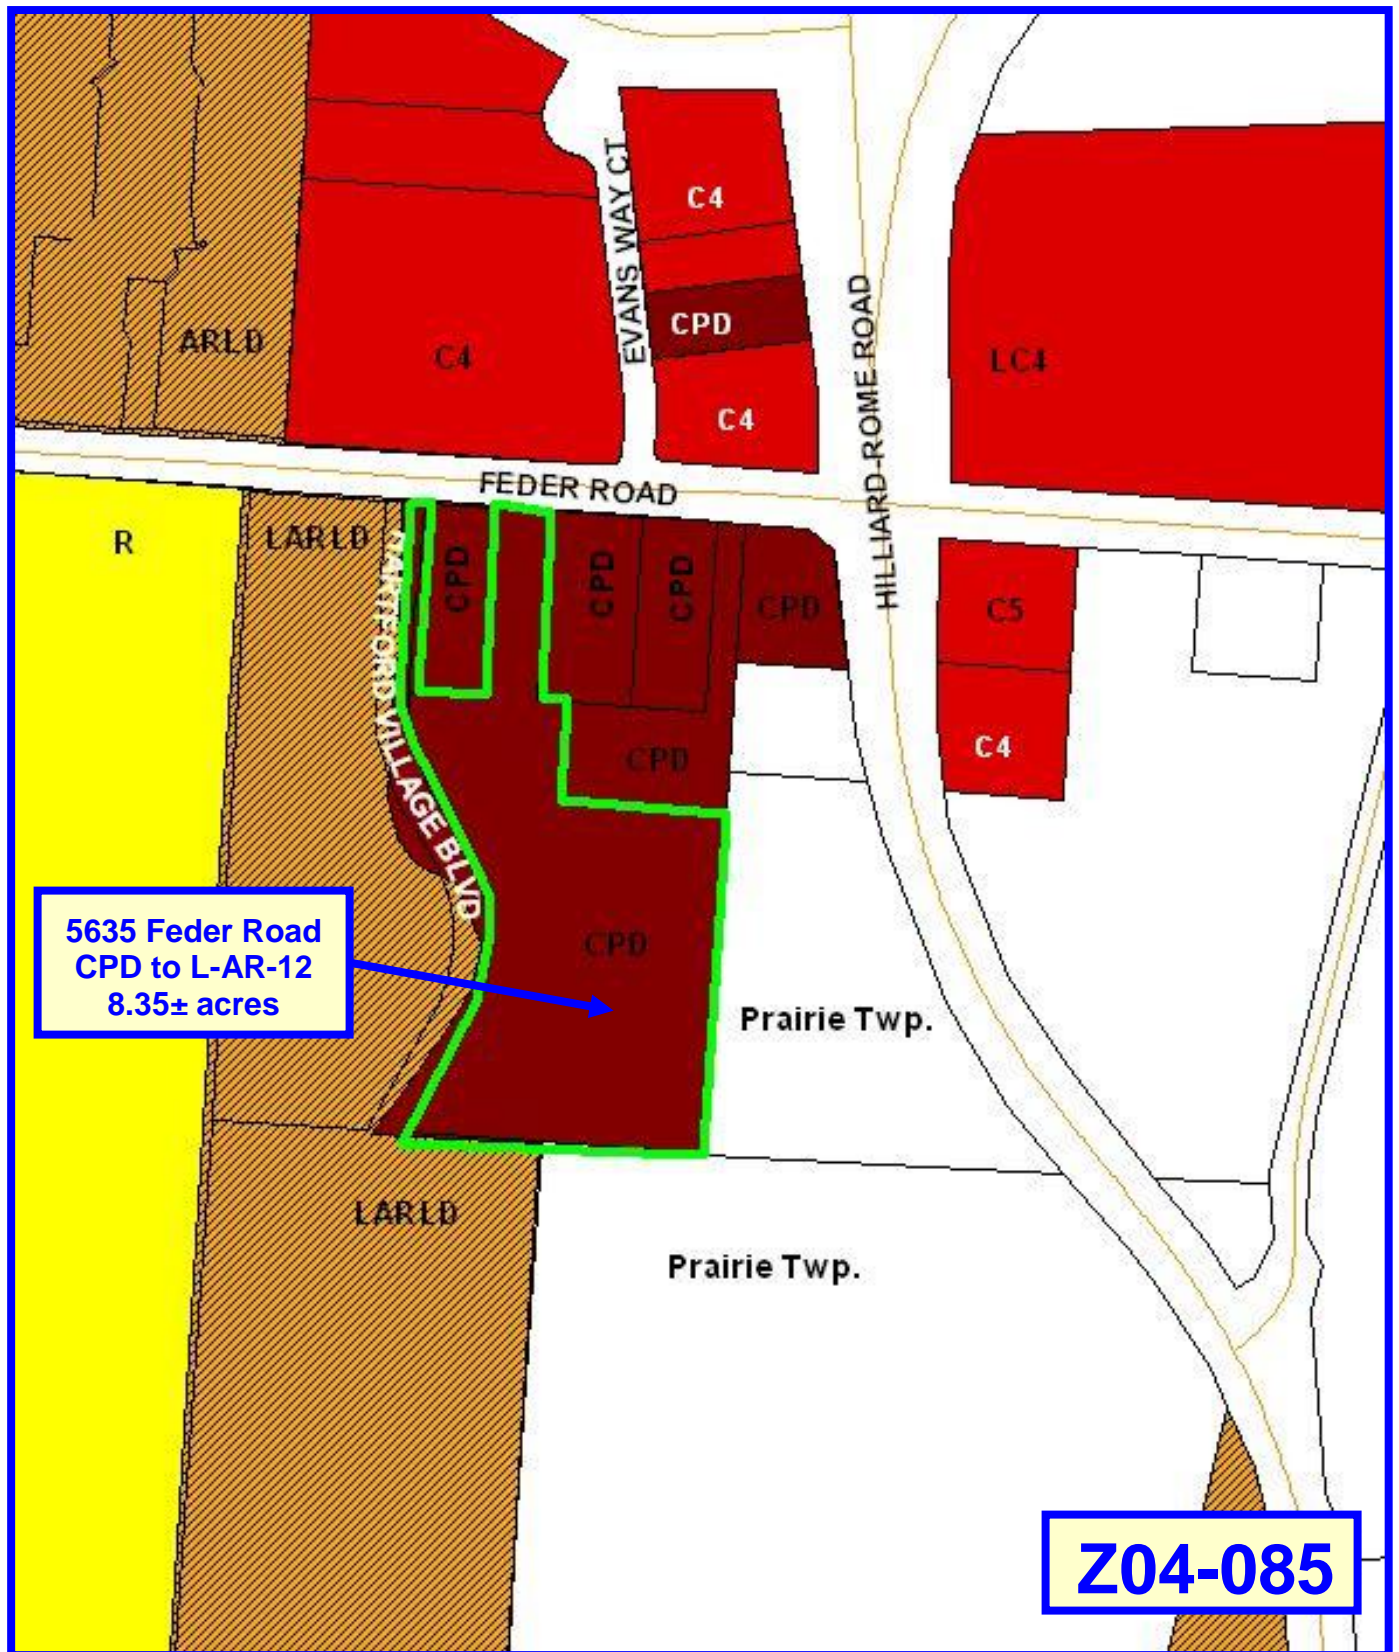 C4
EVANS WAY CT
CPD
ARLD
C4
HILLIARD-ROME ROAD
LC4
C4
FEDER ROAD
R
LARLD
CPD
CPD
CPD
CPD
C5
VILLAGE BLVD
CPD
C4
5635 Feder Road
CPD to L-AR-12
8.35± acres
CPD
Prairie Twp.
LARLD
Prairie Twp.
Z04-085